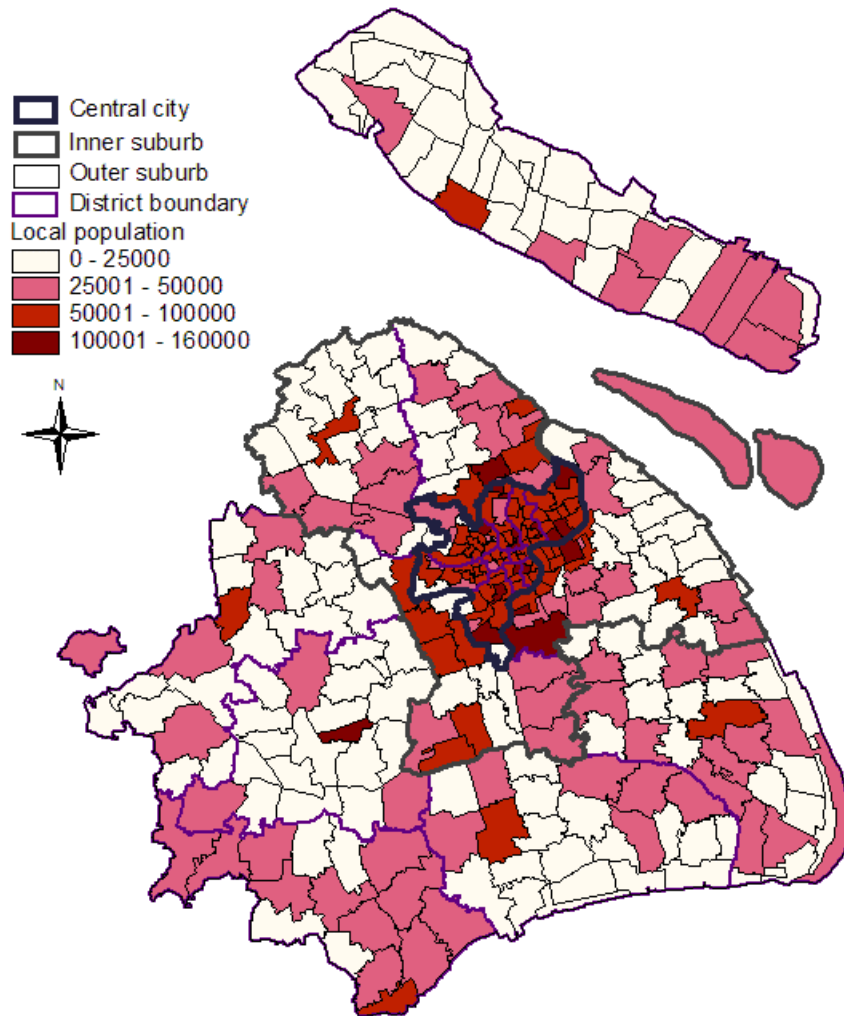 Central city
Inner suburb
Outer suburb
District boundary
Local population
0 - 25000
25001 - 50000
50001 - 100000
100001 - 160000
N